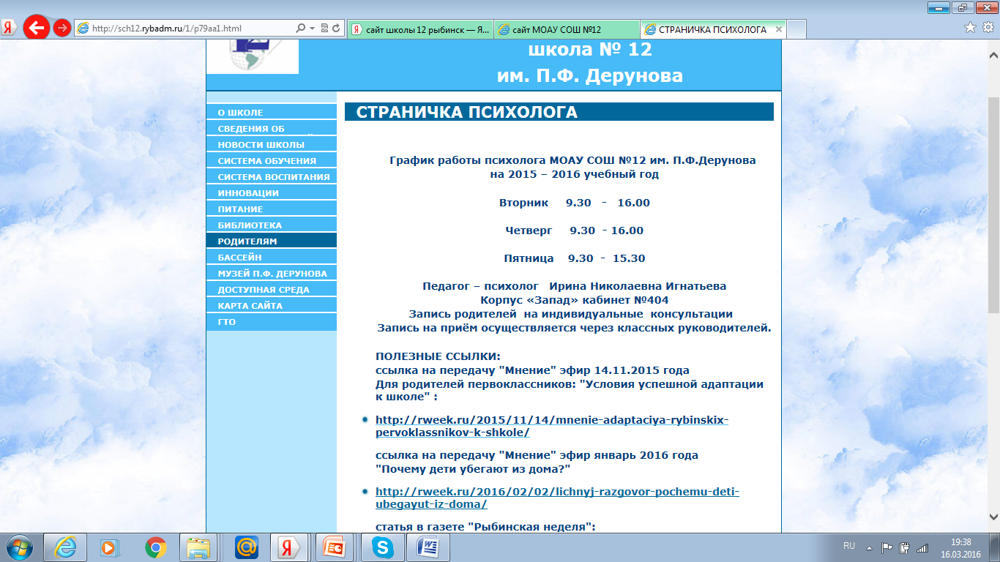 http://sch12.rybadm.ru/1/p79aa1.html
сайт школы 12 рыбинск — Я...
сайт МОАУ СОШ №12
СТРАНИЧКА ПСИХОЛОГА
школа № 12
им. П.Ф. Дерунова
О ШКОЛЕ
СВЕДЕНИЯ ОБ
НОВОСТИ ШКОЛЫ
СИСТЕМА ОБУЧЕНИЯ
СИСТЕМА ВОСПИТАНИЯ
ИННОВАЦИИ
ПИТАНИЕ
БИБЛИОТЕКА
РОДИТЕЛЯМ
БАССЕЙН
МУЗЕЙ П.Ф. ДЕРУНОВА
ДОСТУПНАЯ СРЕДА
КАРТА САЙТА
ГТО
СТРАНИЧКА ПСИХОЛОГА
График работы психолога МОАУ СОШ №12 им. П.Ф.Дерунова
на 2015 – 2016 учебный год
Вторник 9.30 - 16.00
Четверг 9.30 - 16.00
Пятница 9.30 - 15.30
Педагог – психолог Ирина Николаевна Игнатьева
Корпус «Запад» кабинет №404
Запись родителей на индивидуальные консультации
Запись на приём осуществляется через классных руководителей.
ПОЛЕЗНЫЕ ССЫЛКИ:
ссылка на передачу "Мнение" эфир 14.11.2015 года
Для родителей первоклассников: "Условия успешной адаптации
к школе" :
http://rweek.ru/2015/11/14/mnenie-adaptaciya-rybinskix-
pervoklassnikov-k-shkole/
ссылка на передачу "Мнение" эфир январь 2016 года
"Почему дети убегают из дома?"
http://rweek.ru/2016/02/02/lichnyj-razgovor-pochemu-deti-
ubegayut-iz-doma/
статья в газете "Рыбинская неделя":
RU
19:38
16.03.2016